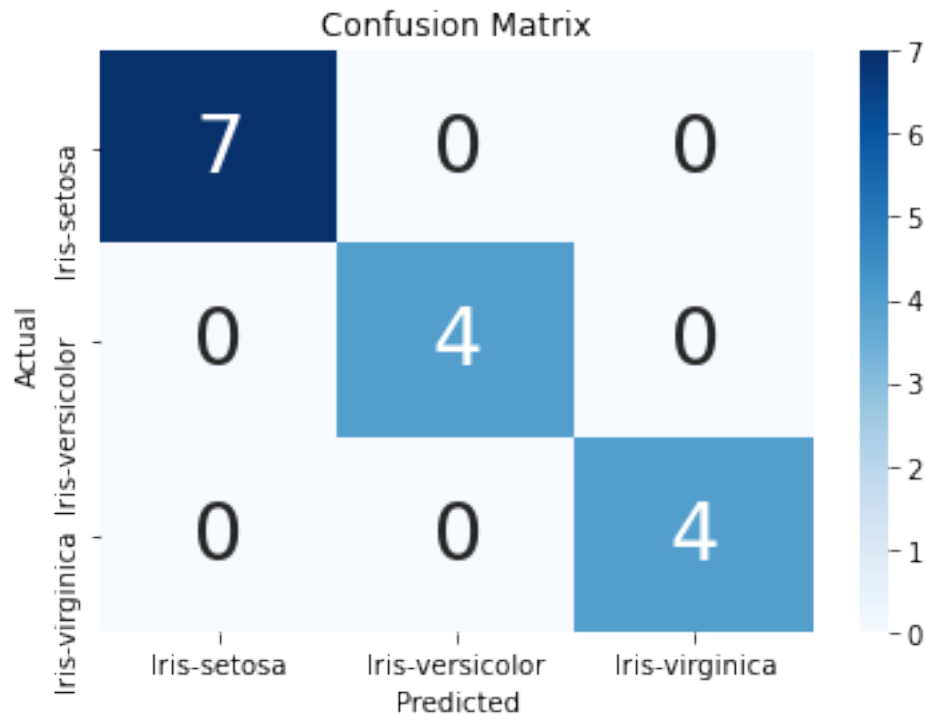 Confusion Matrix
Iris-setosa
Iris-versicolor
Iris-virginica
Actual
7 0 0
0 4 0
0 0 4
7
6
5
4
3
2
1
0
Iris-setosa Iris-versicolor Iris-virginica
Predicted